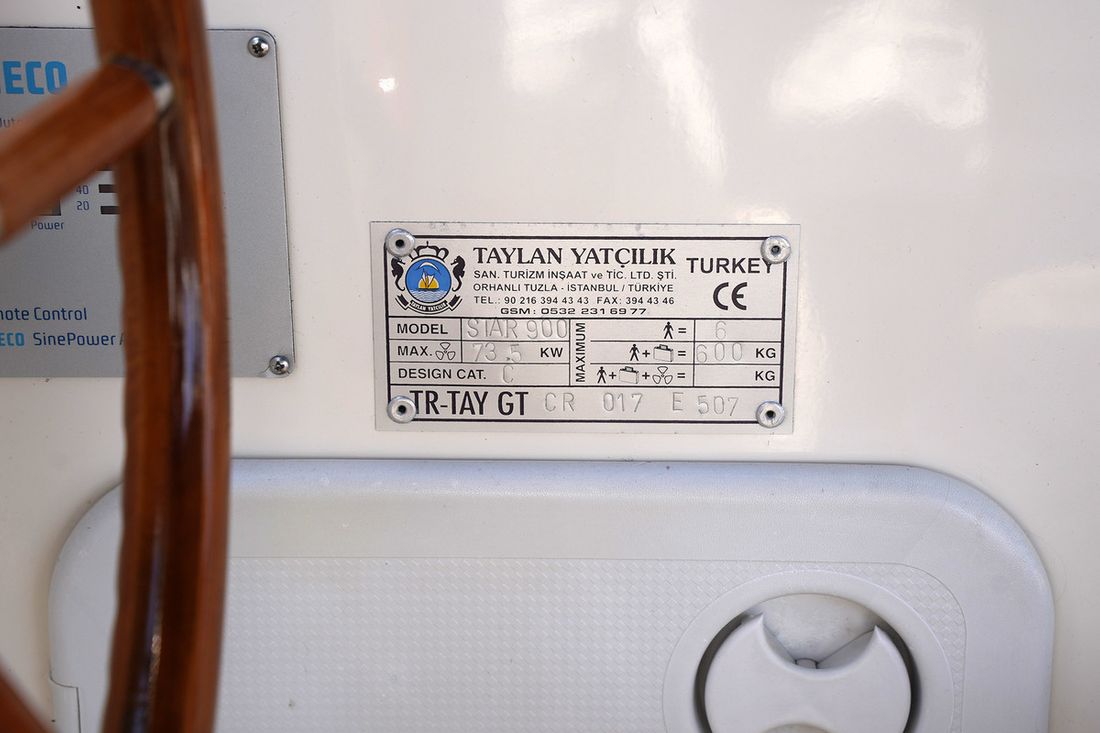 ECO
40
20
Power
Control
ECO SinePower
TAYLAN YATÇILIK
SAN. TURİZM İNŞAAT ve TİC. LTD. ŞTİ.
ORHANLI TUZLA - İSTANBUL / TÜRKİYE
TEL.: 90 216 394 43 43 FAX: 394 43 46
GSM: 0532 231 69 77
TURKEY
CE
TAYLAN YATÇILIK
MODEL STAR 900
MAX. 73.5 KW
DESIGN CAT. C
MAXIMUM
= 6
+ = 600 KG
+ + = KG
TR-TAY GT CR 017 E 507